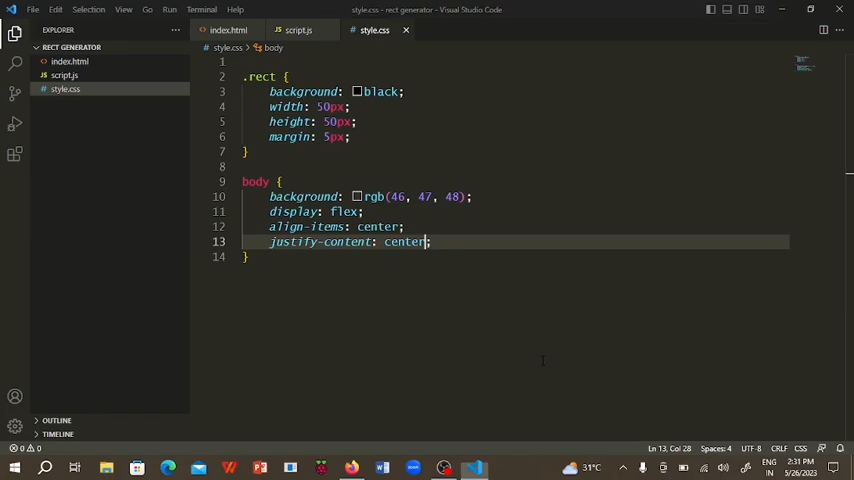 File Edit Selection View Go Run Terminal Help
style.css - rect generator - Visual Studio Code
EXPLORER
index.html
script.js
style.css
RECT GENERATOR
style.css
body
index.html
script.js
style.css
1
2 .rect {
3 background: black;
4 width: 50px;
5 height: 50px;
6 margin: 5px;
7 }
8
9 body {
10 background: rgb(46, 47, 48);
11 display: flex;
12 align-items: center;
13 justify-content: center;
14 }
OUTLINE
TIMELINE
0 0
Ln 13, Col 28 Spaces: 4 UTF-8 CRLF CSS
31°C
ENG
IN
2:31 PM
5/26/2023